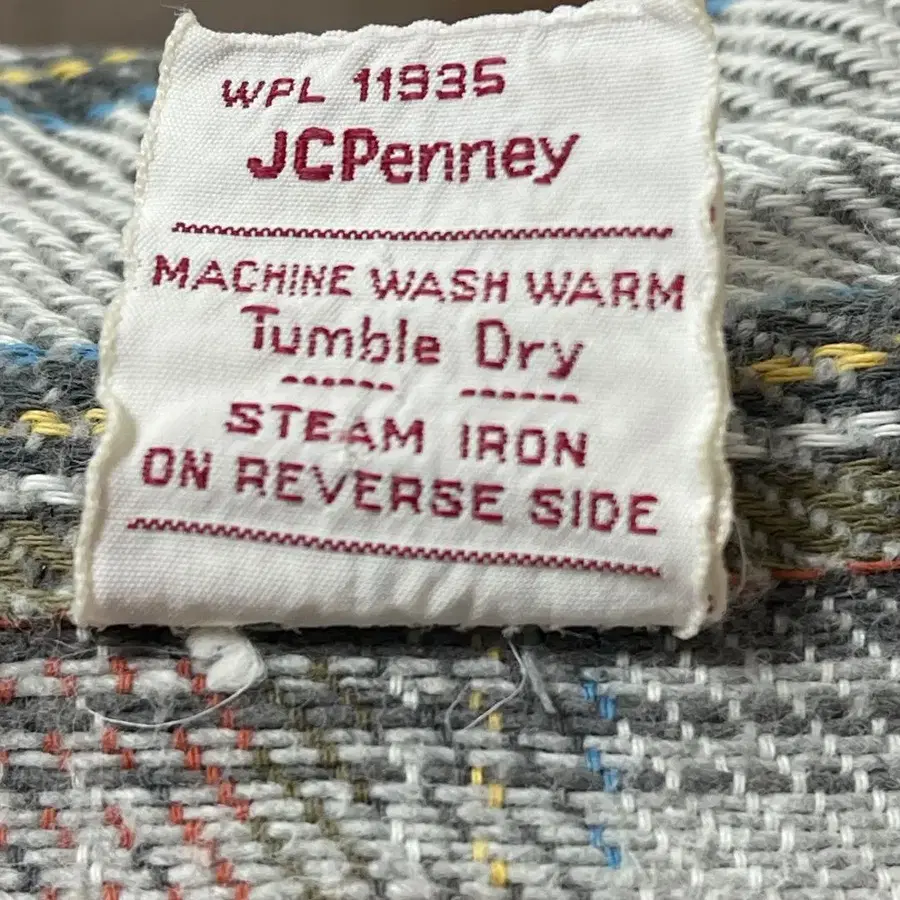 WPL 11935
JCPenney
MACHINE WASH WARM
Tumble Dry
STEAM IRON
ON REVERSE SIDE